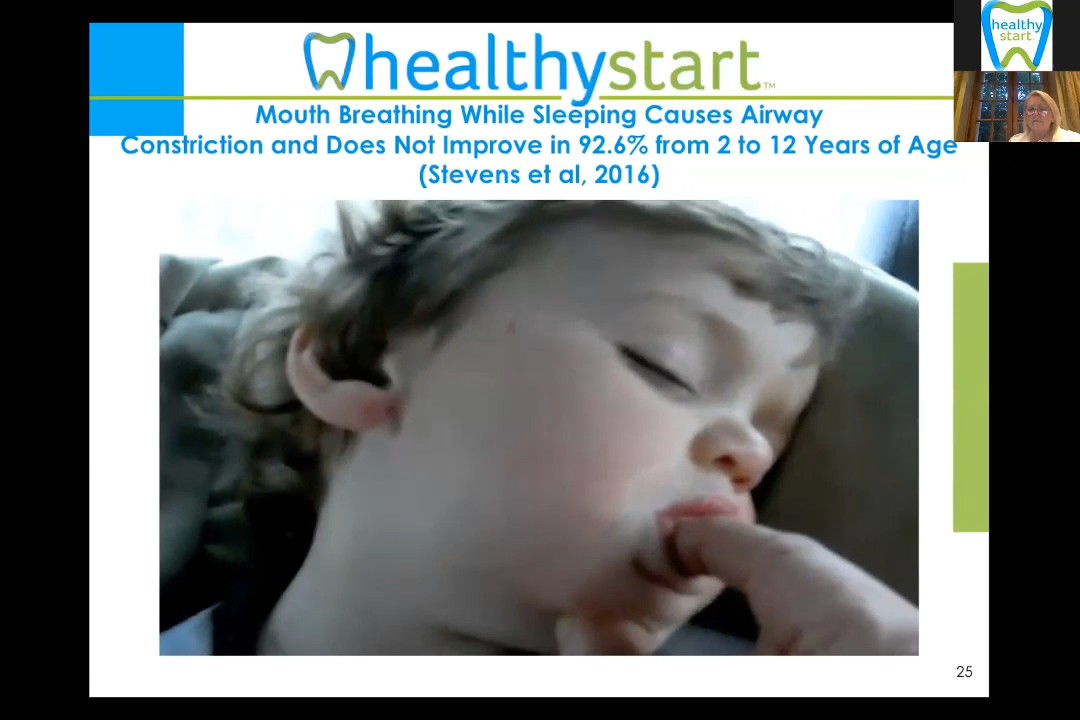 healthystart™
Mouth Breathing While Sleeping Causes Airway
Constriction and Does Not Improve in 92.6% from 2 to 12 Years of Age
(Stevens et al, 2016)
25
healthy
start